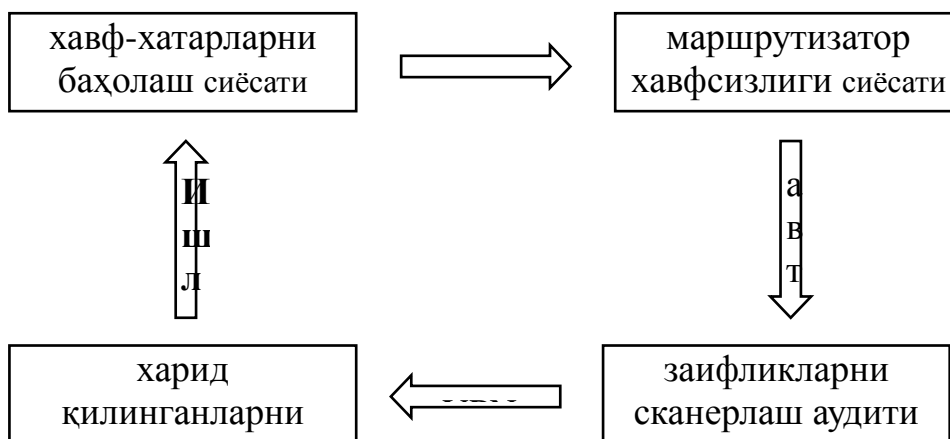 хавф-хатарларни
баҳолаш сиёсати
маршрутизатор
хавфсизлиги сиёсати
И
ш
л
а
в
т
харид
қилинганларни
заифликларни
сканерлаш аудити